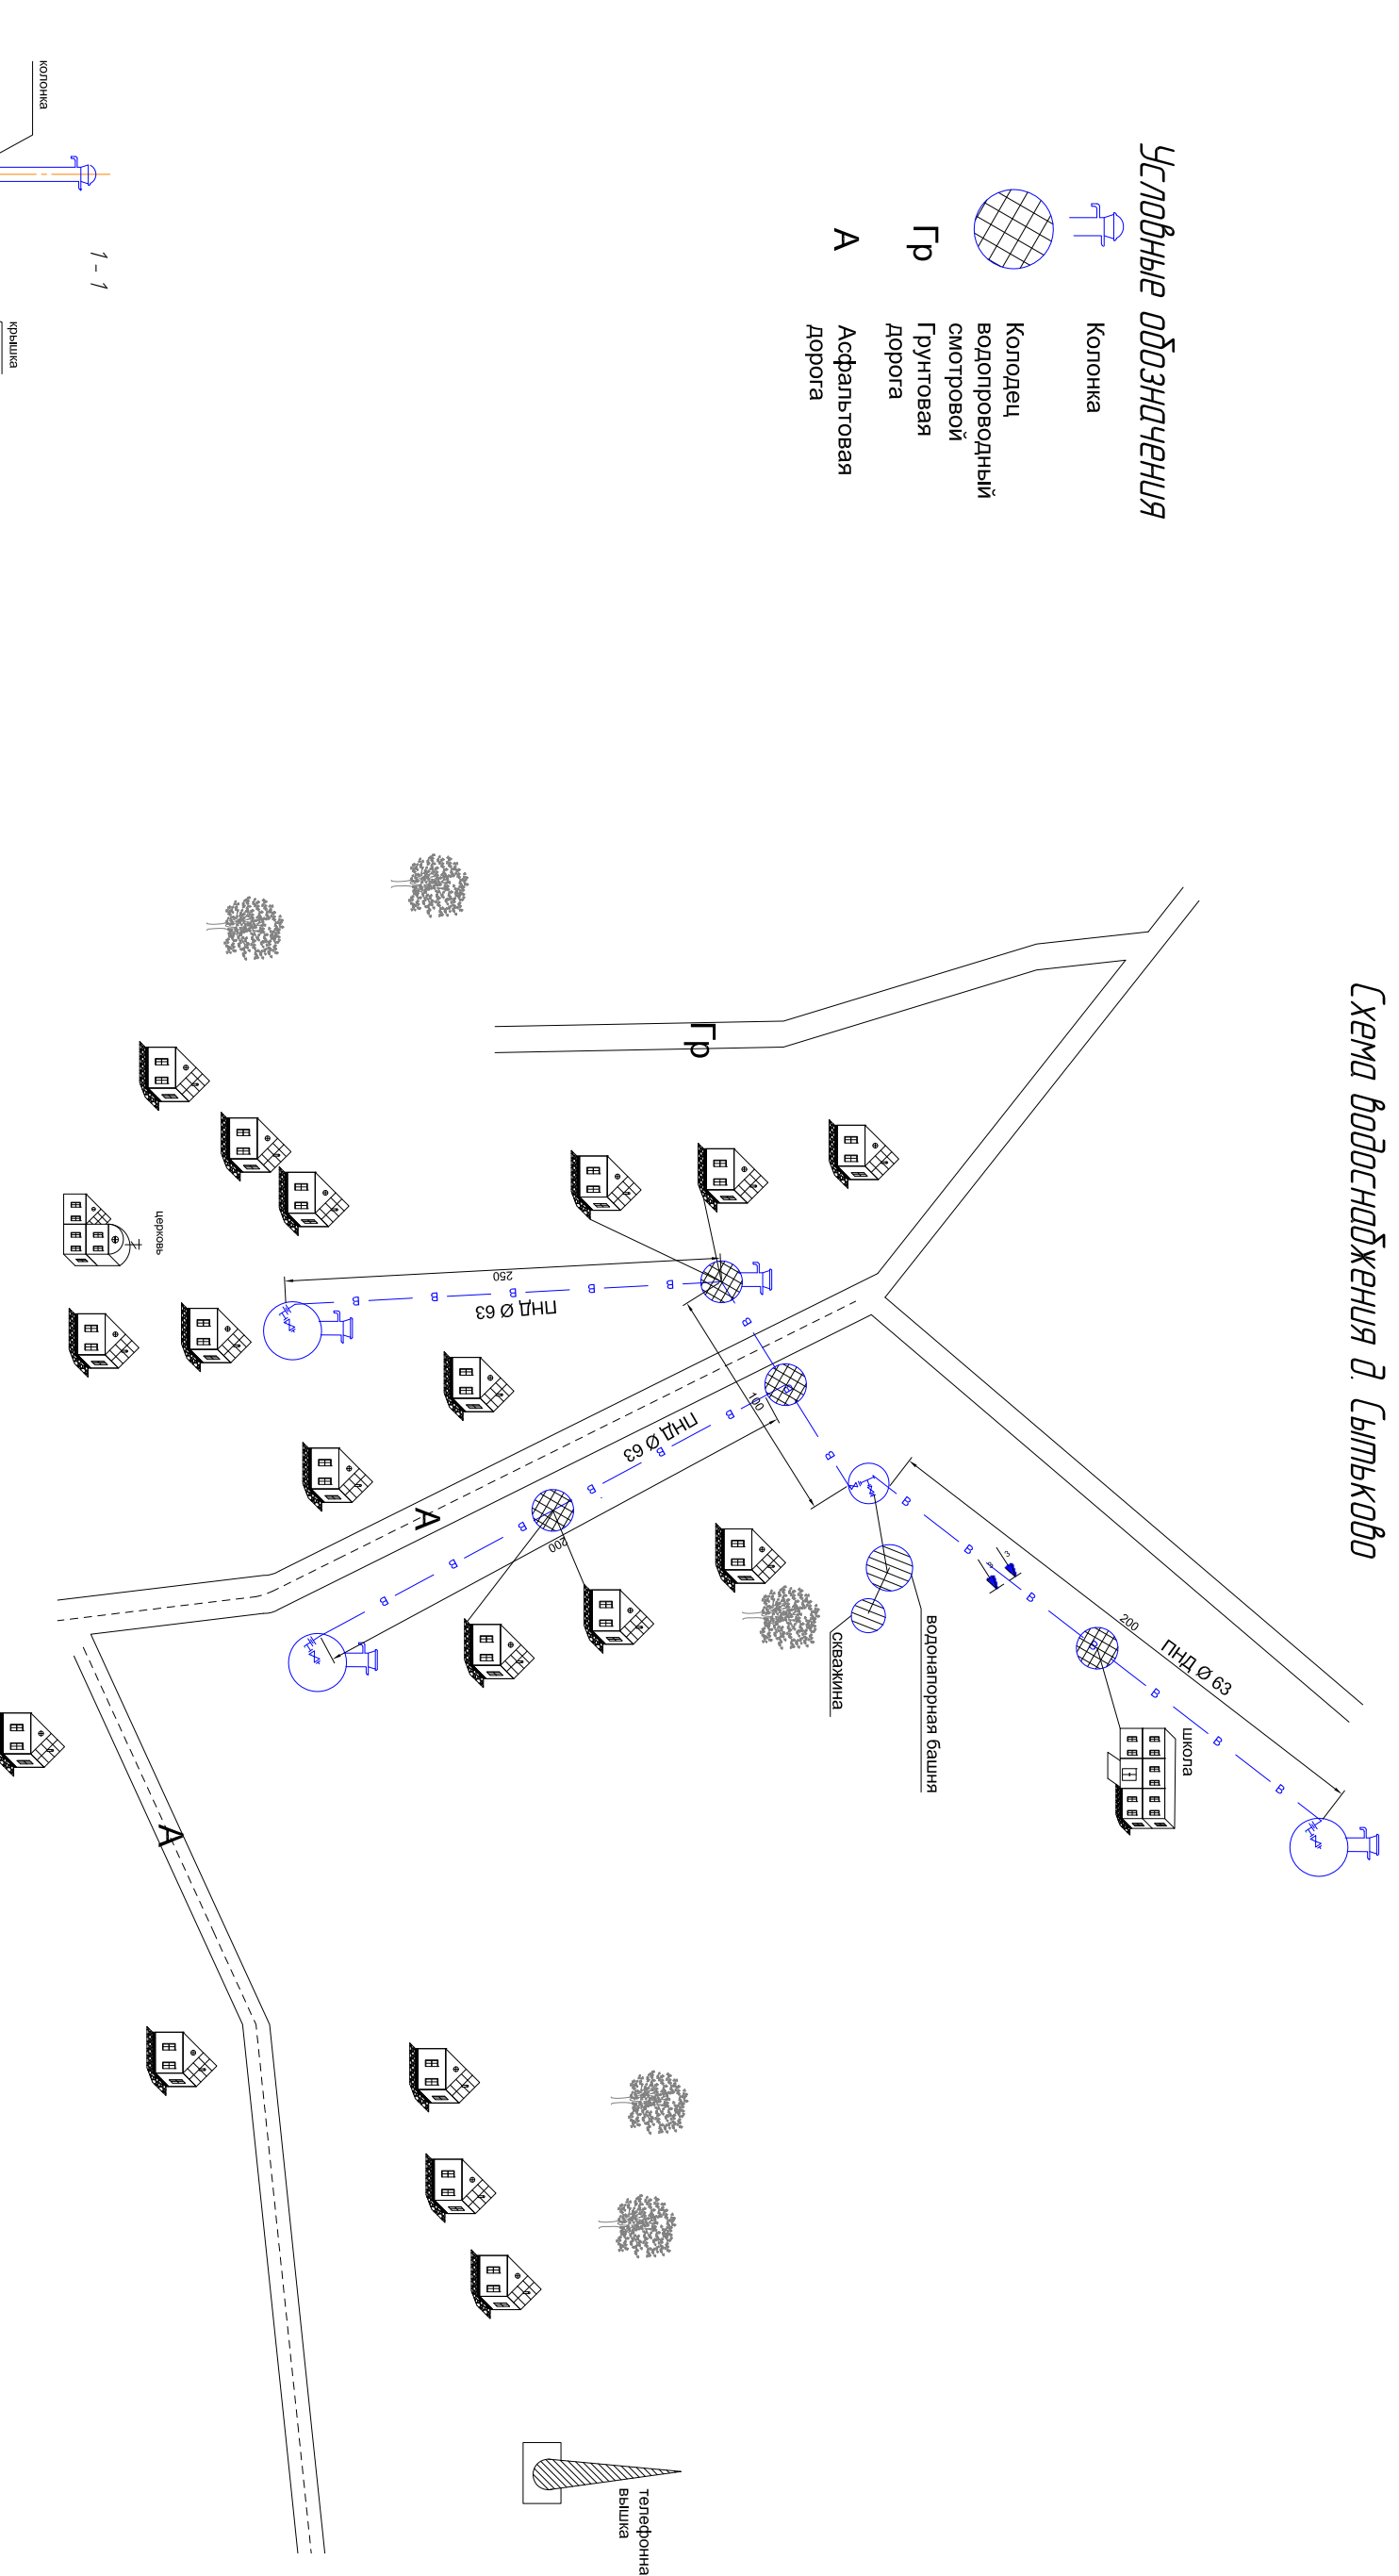 Схема водоснабжения д. Сытьково
Условные обозначения
Колонка
Колодец
водопроводный
смотровой
Гр
Грунтовая
дорога
А
Асфальтовая
дорога
колонка
1 - 1
крышка
Гр
250
ПНД Ø 63
100
ПНД Ø 63
200
А
200
ПНД Ø 63
школа
водонапорная башня
скважина
церковь
А
телефонна
вышка
В В В В В
В В
В В В В В В
В В В В В В